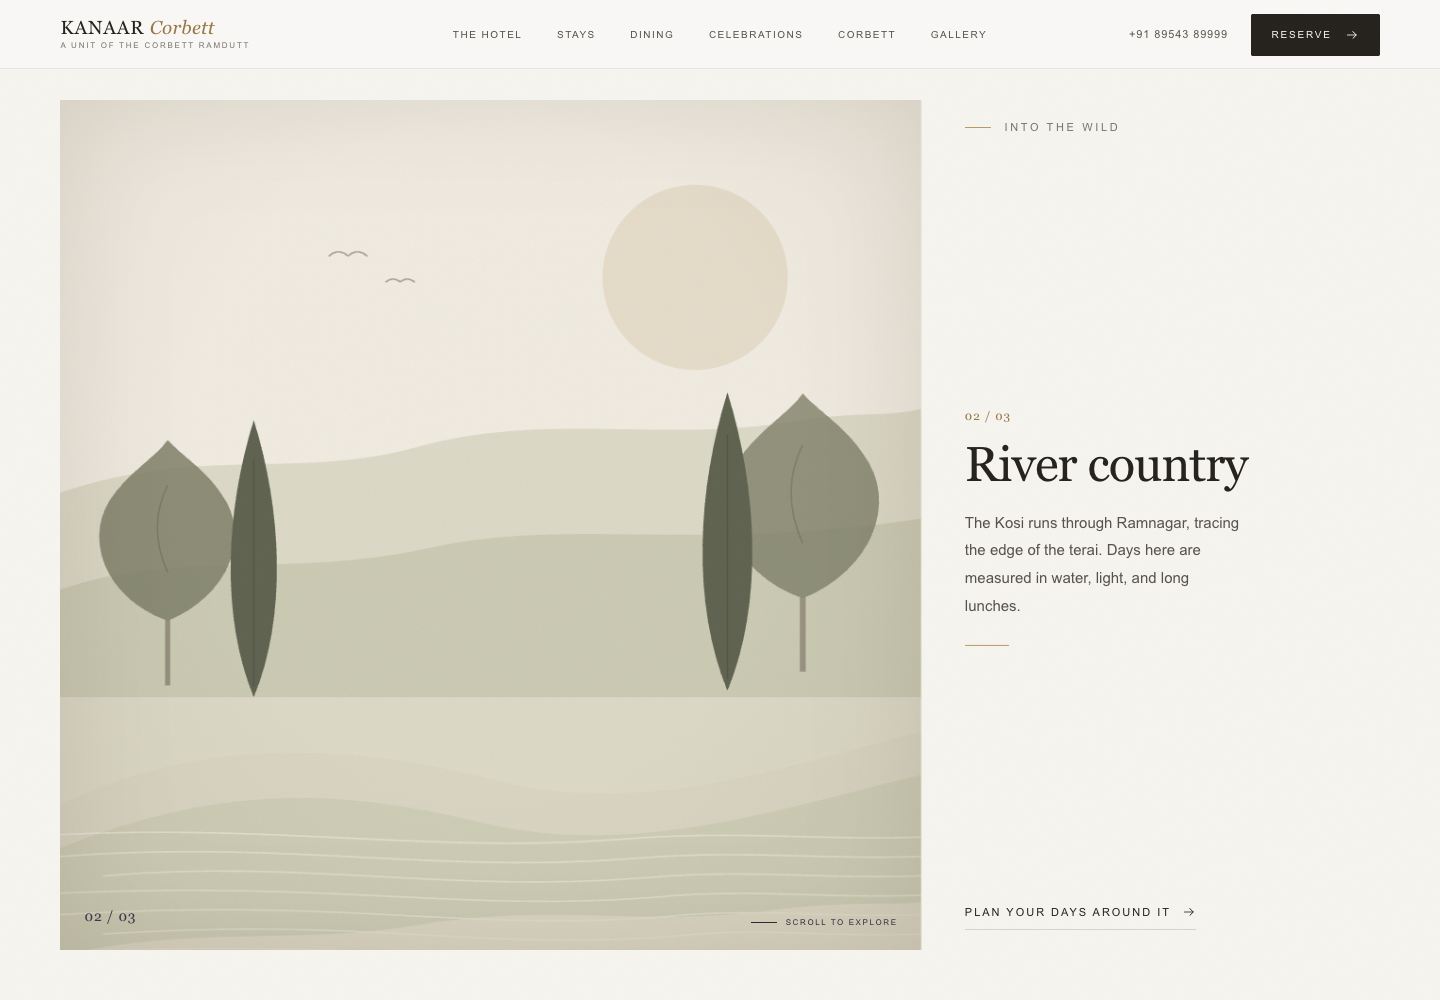 KANAAR Corbett
A UNIT OF THE CORBETT RAMDUTT
THE HOTEL
STAYS
DINING
CELEBRATIONS
CORBETT
GALLERY
+91 89543 89999
RESERVE
INTO THE WILD
02 / 03
River country
The Kosi runs through Ramnagar, tracing
the edge of the terai. Days here are
measured in water, light, and long
lunches.
PLAN YOUR DAYS AROUND IT
02 / 03
SCROLL TO EXPLORE